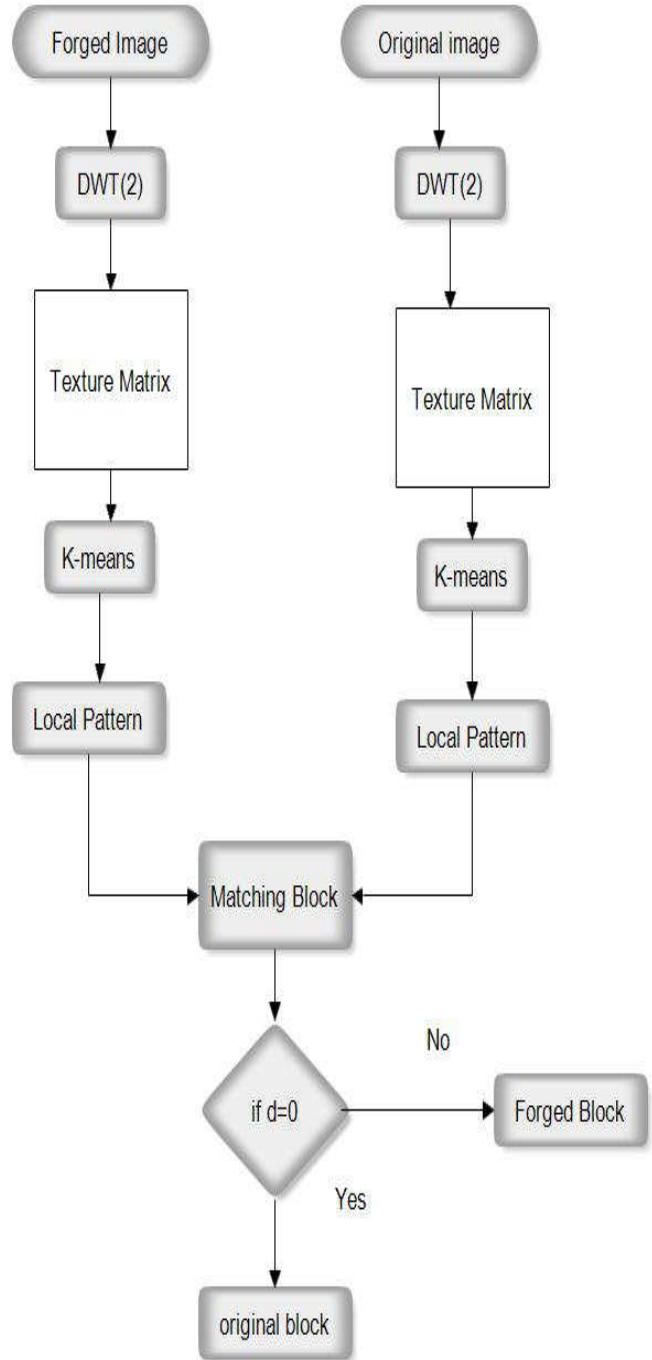 Forged Image
Original image
DWT(2)
DWT(2)
Texture Matrix
Texture Matrix
K-means
K-means
Local Pattern
Local Pattern
Matching Block
No
if d=0
Forged Block
Yes
original block